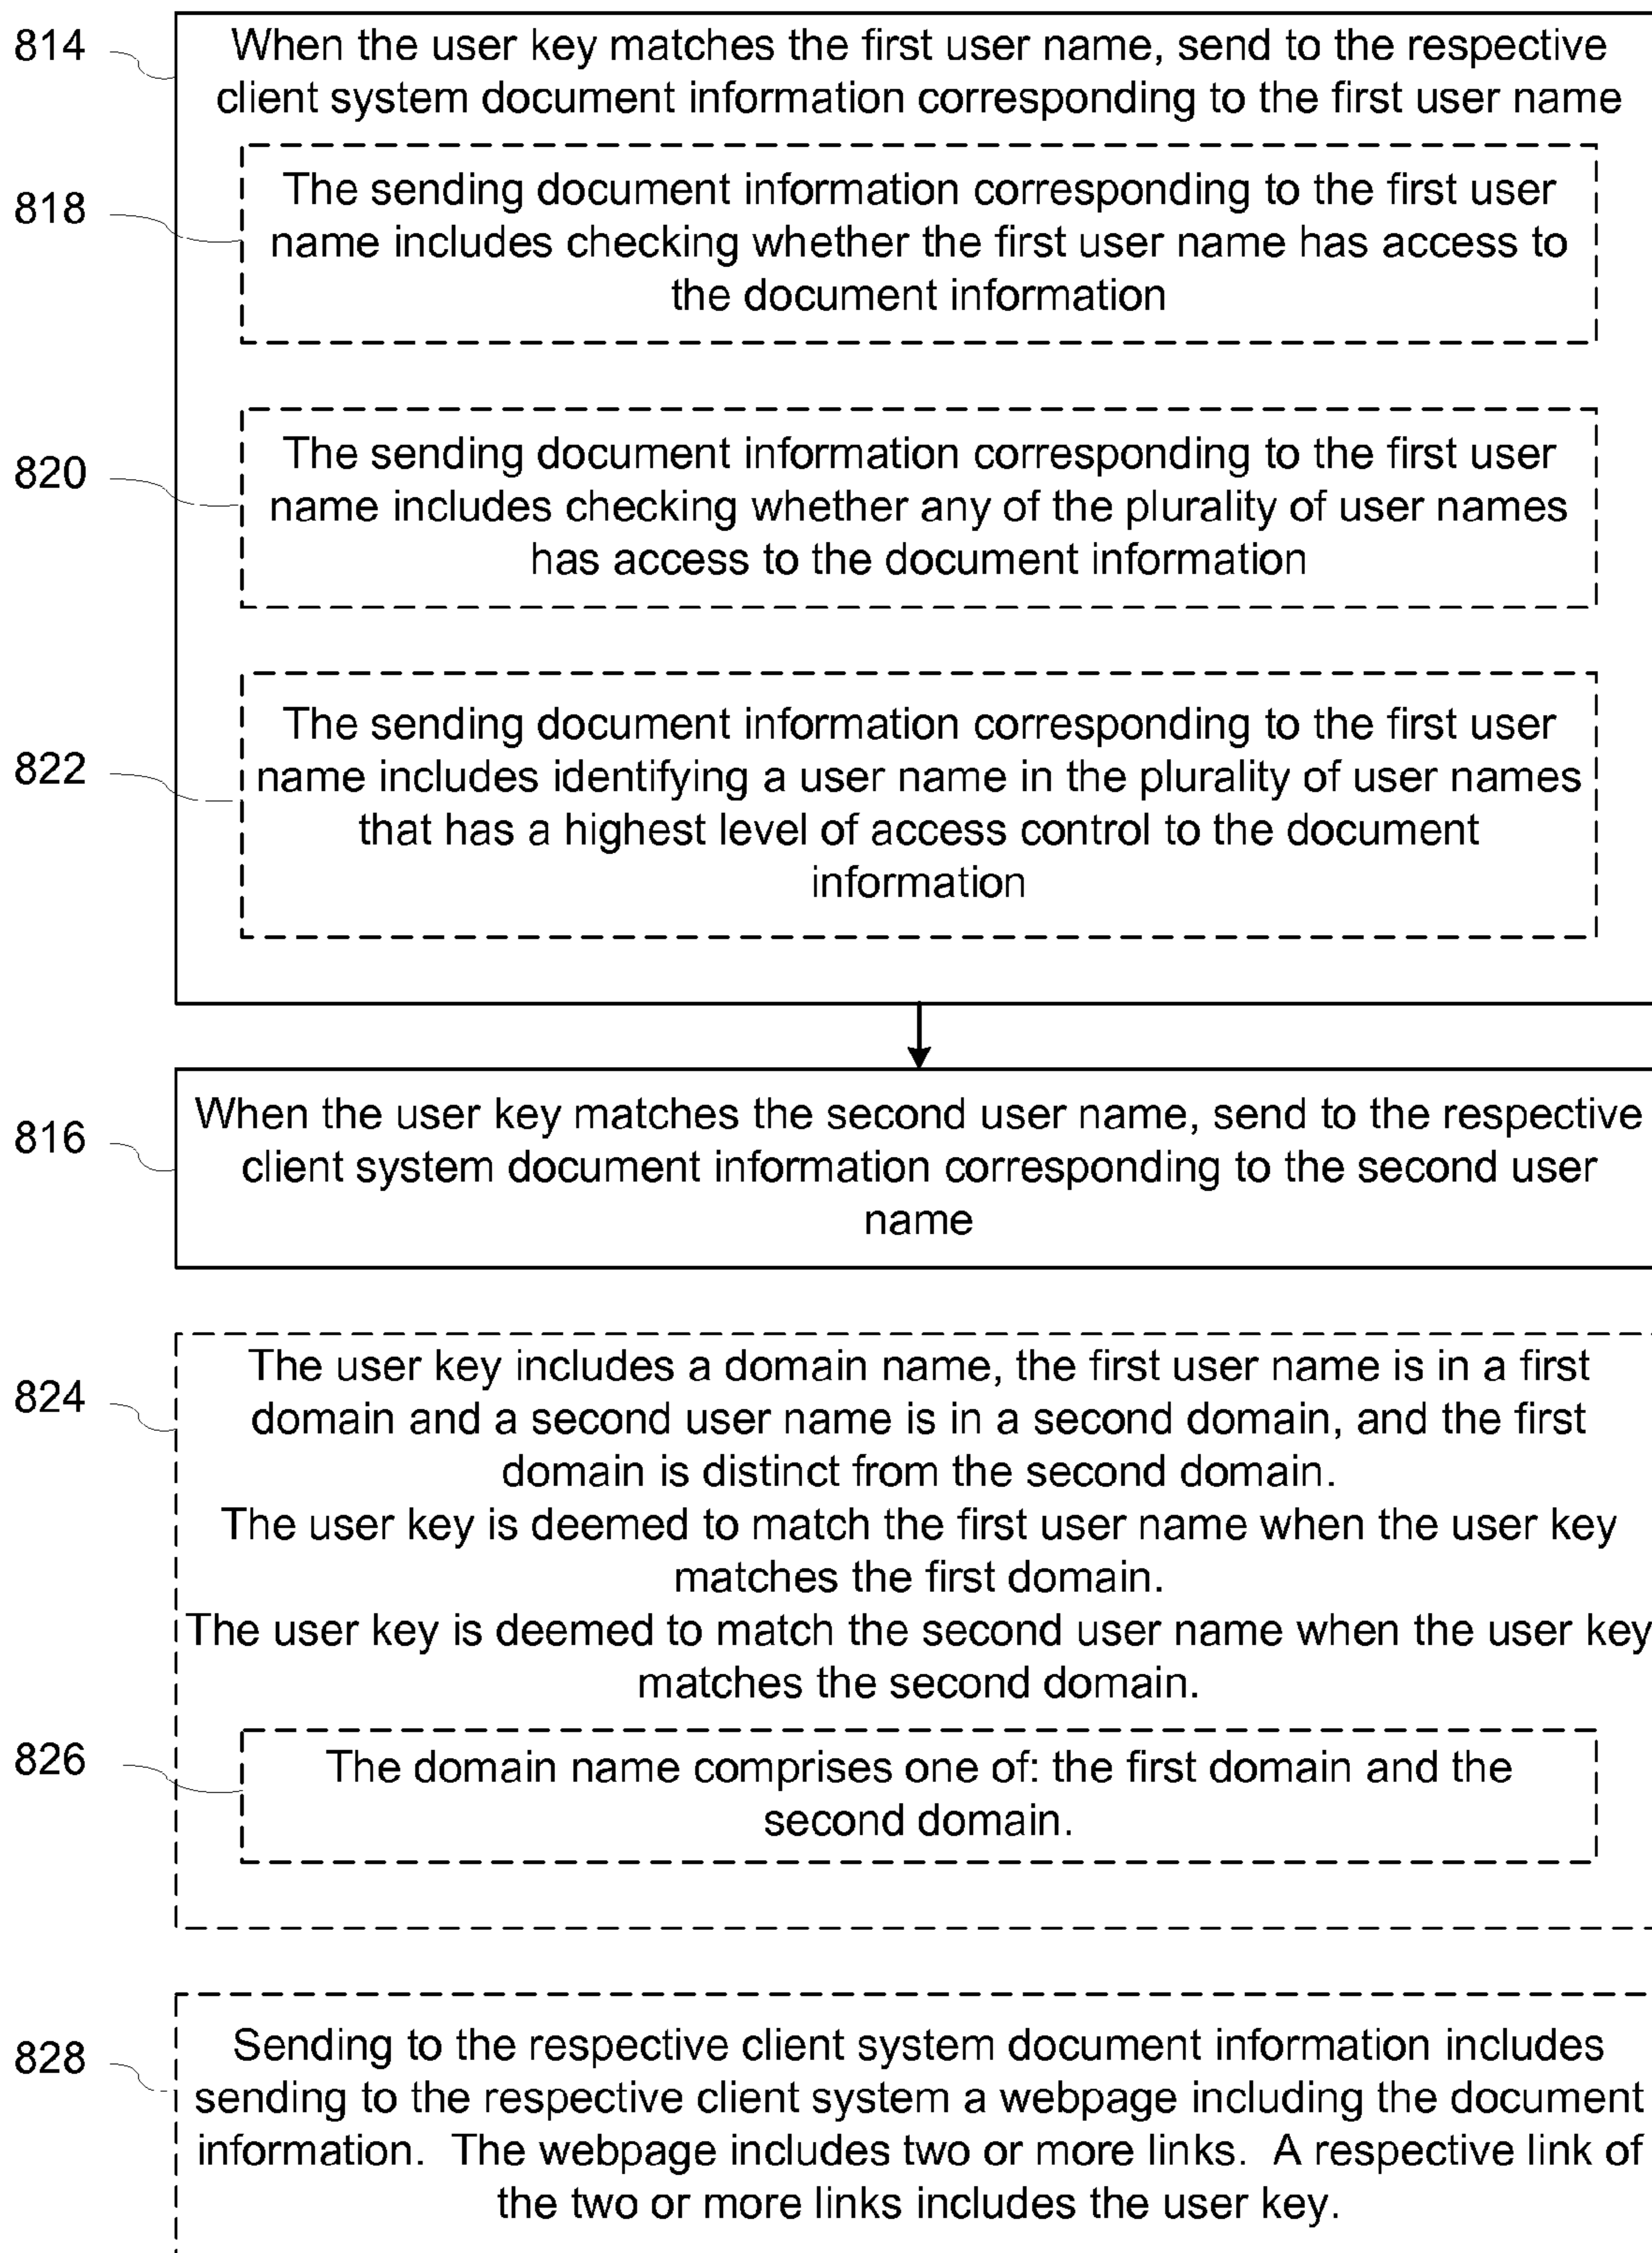 814
When the user key matches the first user name, send to the respective
client system document information corresponding to the first user name
818
The sending document information corresponding to the first user
name includes checking whether the first user name has access to
the document information
820
The sending document information corresponding to the first user
name includes checking whether any of the plurality of user names
has access to the document information
822
The sending document information corresponding to the first user
name includes identifying a user name in the plurality of user names
that has a highest level of access control to the document
information
816
When the user key matches the second user name, send to the respective
client system document information corresponding to the second user
name
824
The user key includes a domain name, the first user name is in a first
domain and a second user name is in a second domain, and the first
domain is distinct from the second domain.
The user key is deemed to match the first user name when the user key
matches the first domain.
The user key is deemed to match the second user name when the user key
matches the second domain.
826
The domain name comprises one of: the first domain and the
second domain.
828
Sending to the respective client system document information includes
sending to the respective client system a webpage including the document
information. The webpage includes two or more links. A respective link of
the two or more links includes the user key.